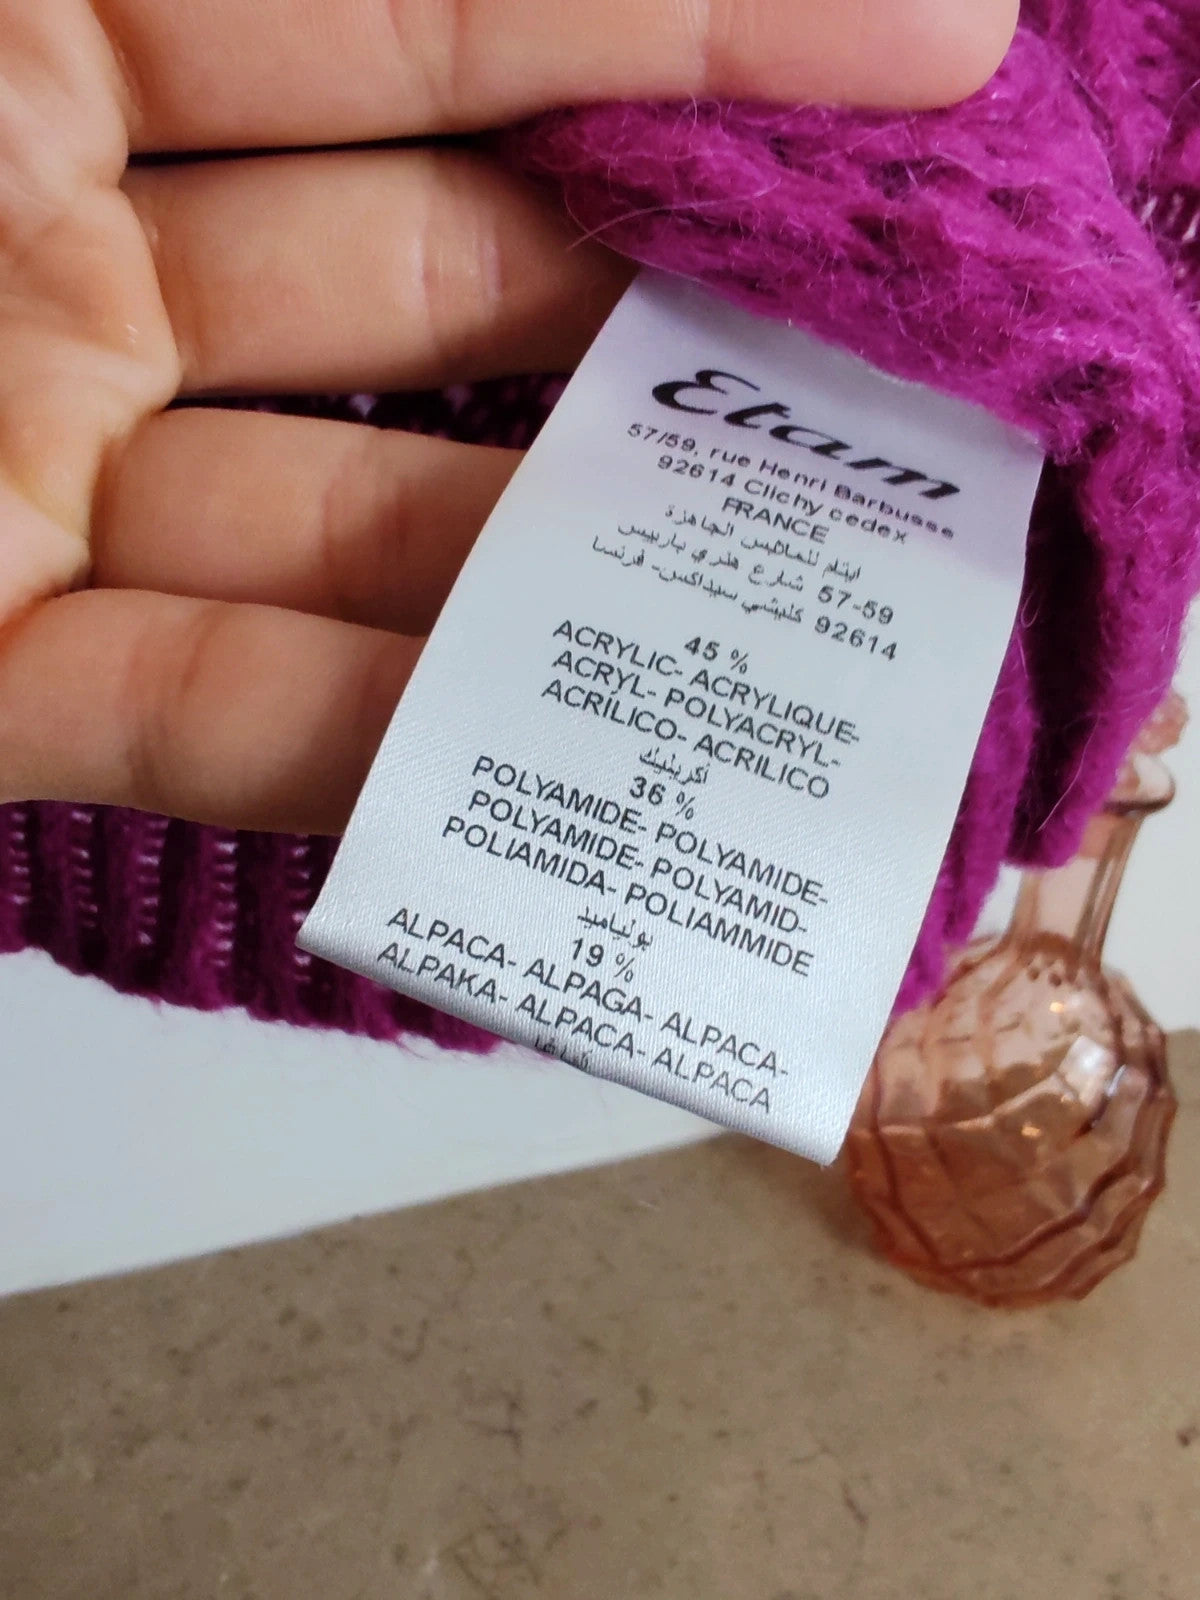 Etam
57/59, rue Henri Barbusse
92614 Clichy cedex
FRANCE
ايتام للملابس الجاهزة
57-59 شارع هنري باربيس
92614 كليشي سيداكس- فرنسا
45 %
ACRYLIC- ACRYLIQUE-
ACRYL- POLYACRYL-
ACRÍLICO- ACRILICO
أكريليك
36 %
POLYAMIDE- POLYAMIDE-
POLYAMIDE- POLYAMID-
POLIAMIDA- POLIAMMIDE
بولياميد
19 %
ALPACA- ALPAGA- ALPACA-
ALPAKA- ALPACA- ALPACA